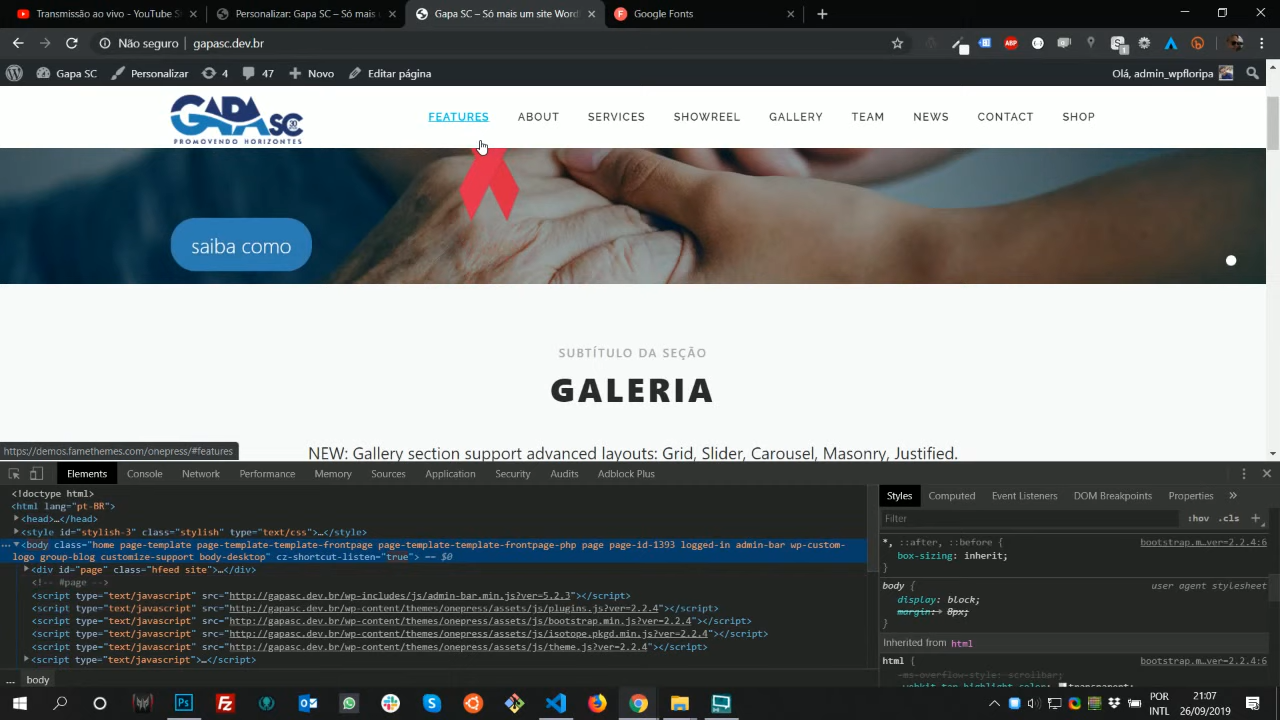 Transmissão ao vivo - YouTube
Personalizar: Gapa SC – Só mais u
Gapa SC – Só mais um site Word
Google Fonts
Não seguro | gapasc.dev.br
ABP
1
Gapa SC
Personalizar
4
47
Novo
Editar página
Olá, admin_wpfloripa
GAPA SC 30
PROMOVENDO HORIZONTES
FEATURES
ABOUT
SERVICES
SHOWREEL
GALLERY
TEAM
NEWS
CONTACT
SHOP
saiba como
SUBTÍTULO DA SEÇÃO
GALERIA
NEW: Gallery section support advanced layouts: Grid, Slider, Carousel, Masonry, Justified.
https://demos.famethemes.com/onepress/#features
Elements
Console
Network
Performance
Memory
Sources
Application
Security
Audits
Adblock Plus
<!doctype html>
<html lang="pt-BR">
<head>…</head>
<style id="stylish-3" class="stylish" type="text/css">…</style>
<body class="home page-template page-template-template-frontpage page-template-template-frontpage-php page page-id-1393 logged-in admin-bar wp-custom-
logo group-blog customize-support body-desktop" cz-shortcut-listen="true"> == $0
<div id="page" class="hfeed site">…</div>
<!-- #page -->
<script type="text/javascript" src="http://gapasc.dev.br/wp-includes/js/admin-bar.min.js?ver=5.2.3"></script>
<script type="text/javascript" src="http://gapasc.dev.br/wp-content/themes/onepress/assets/js/plugins.js?ver=2.2.4"></script>
<script type="text/javascript" src="http://gapasc.dev.br/wp-content/themes/onepress/assets/js/bootstrap.min.js?ver=2.2.4"></script>
<script type="text/javascript" src="http://gapasc.dev.br/wp-content/themes/onepress/assets/js/isotope.pkgd.min.js?ver=2.2.4"></script>
<script type="text/javascript" src="http://gapasc.dev.br/wp-content/themes/onepress/assets/js/theme.js?ver=2.2.4"></script>
<script type="text/javascript">…</script>
… body
Styles
Computed
Event Listeners
DOM Breakpoints
Properties
»
Filter
:hov .cls +
*, ::after, ::before {
bootstrap.m…ver=2.2.4:6
box-sizing: inherit;
}
body {
user agent stylesheet
display: block;
margin: 8px;
}
Inherited from html
html {
bootstrap.m…ver=2.2.4:6
-ms-overflow-style: scrollbar;
-webkit-tap-highlight-color: transparent;
POR
INTL
21:07
26/09/2019